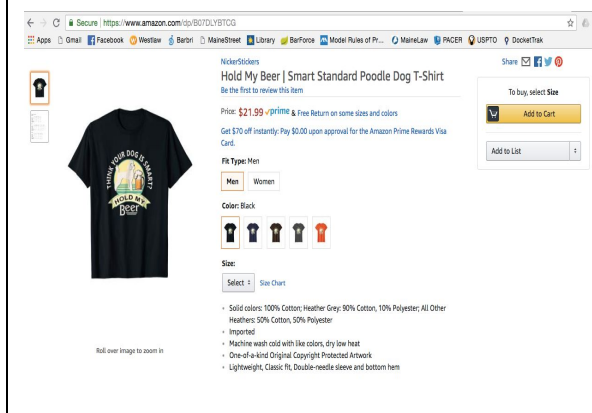 Secure | https://www.amazon.com/dp/B07DLYBTCG
Apps Gmail Facebook Westlaw Barbri MaineStreet Library BarForce Model Rules of Pr... MaineLaw PACER USPTO DocketTrak
NickerStickers
Hold My Beer | Smart Standard Poodle Dog T-Shirt
Be the first to review this item
Price: $21.99 prime & Free Return on some sizes and colors
Get $70 off instantly: Pay $0.00 upon approval for the Amazon Prime Rewards Visa
Card.
Fit Type: Men
Men Women
Color: Black
Size:
Select Size Chart
Solid colors: 100% Cotton; Heather Grey: 90% Cotton, 10% Polyester; All Other
Heathers: 50% Cotton, 50% Polyester
Imported
Machine wash cold with like colors, dry low heat
One-of-a-kind Original Copyright Protected Artwork
Lightweight, Classic fit, Double-needle sleeve and bottom hem
THINK YOUR DOG IS SMART?
HOLD MY
Beer
Roll over image to zoom in
Share
To buy, select Size
Add to Cart
Add to List